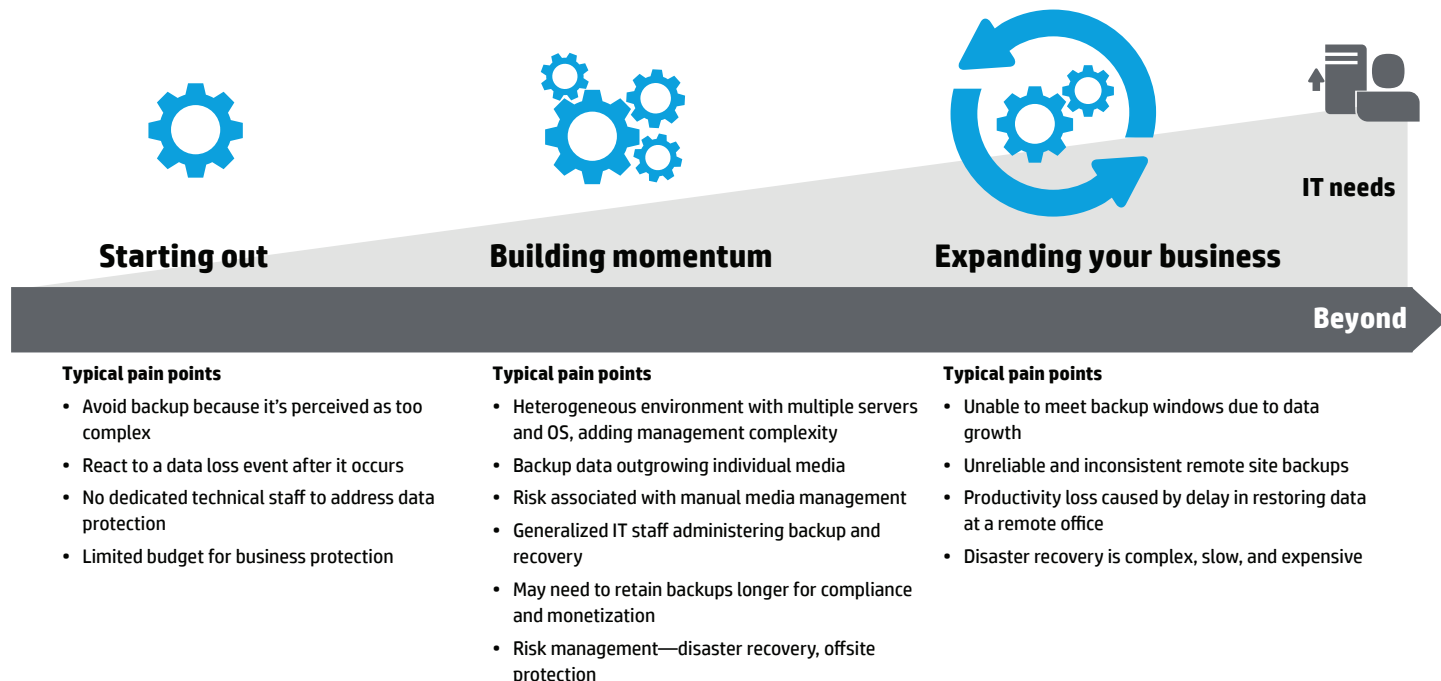 IT needs
Starting out
Building momentum
Expanding your business
Beyond
Typical pain points
• Avoid backup because it's perceived as too
complex
• React to a data loss event after it occurs
• No dedicated technical staff to address data
protection
• Limited budget for business protection
Typical pain points
• Heterogeneous environment with multiple servers
and OS, adding management complexity
• Backup data outgrowing individual media
• Risk associated with manual media management
• Generalized IT staff administering backup and
recovery
• May need to retain backups longer for compliance
and monetization
• Risk management—disaster recovery, offsite
protection
Typical pain points
• Unable to meet backup windows due to data
growth
• Unreliable and inconsistent remote site backups
• Productivity loss caused by delay in restoring data
at a remote office
• Disaster recovery is complex, slow, and expensive